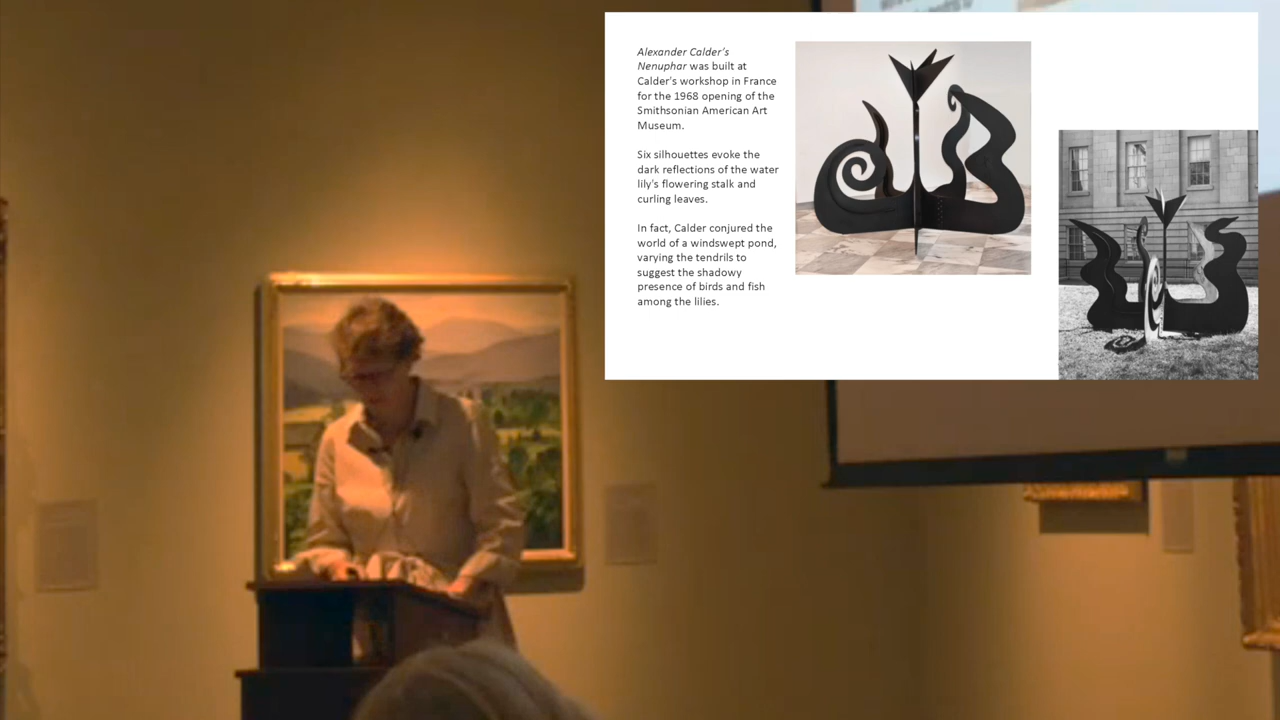 Alexander Calder's
Nenuphar was built at
Calder's workshop in France
for the 1968 opening of the
Smithsonian American Art
Museum.
Six silhouettes evoke the
dark reflections of the water
lily's flowering stalk and
curling leaves.
In fact, Calder conjured the
world of a windswept pond,
varying the tendrils to
suggest the shadowy
presence of birds and fish
among the lilies.